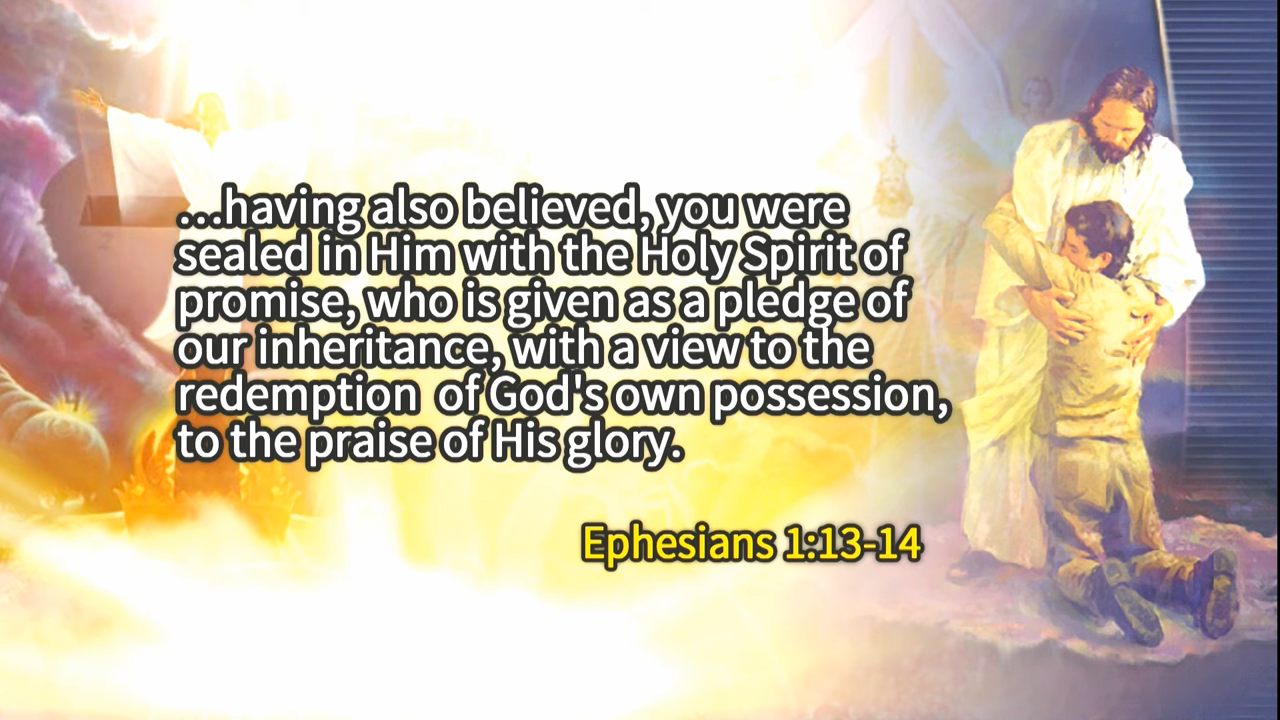 ...having also believed, you were
sealed in Him with the Holy Spirit of
promise, who is given as a pledge of
our inheritance, with a view to the
redemption  of God's own possession,
to the praise of His glory.
Ephesians 1:13-14